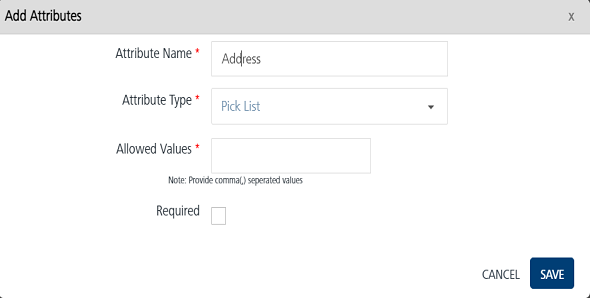 Add Attributes x
Attribute Name * Address
Attribute Type * Pick List
Allowed Values *
Note: Provide comma(,) seperated values
Required
CANCEL SAVE